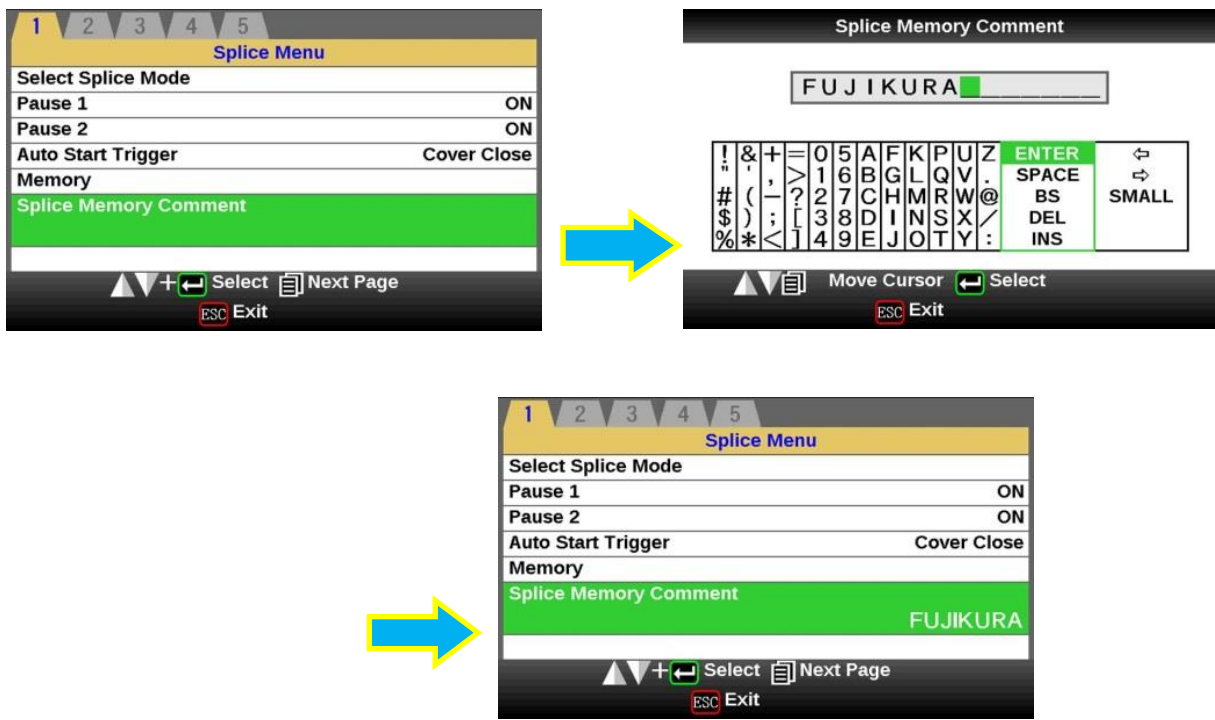 1 2 3 4 5
Splice Menu
Select Splice Mode
Pause 1 ON
Pause 2 ON
Auto Start Trigger Cover Close
Memory
Splice Memory Comment
+ Select Next Page
ESC Exit
Splice Memory Comment
FUJIKURA_______
! & + = 0 5 A F K P U Z ENTER ⇦
" ' , > 1 6 B G L Q V . SPACE ⇨
# ( − ? 2 7 C H M R W @ BS SMALL
$ ) ; [ 3 8 D I N S X / DEL
% * < ] 4 9 E J O T Y : INS
Move Cursor Select
ESC Exit
1 2 3 4 5
Splice Menu
Select Splice Mode
Pause 1 ON
Pause 2 ON
Auto Start Trigger Cover Close
Memory
Splice Memory Comment
FUJIKURA
+ Select Next Page
ESC Exit